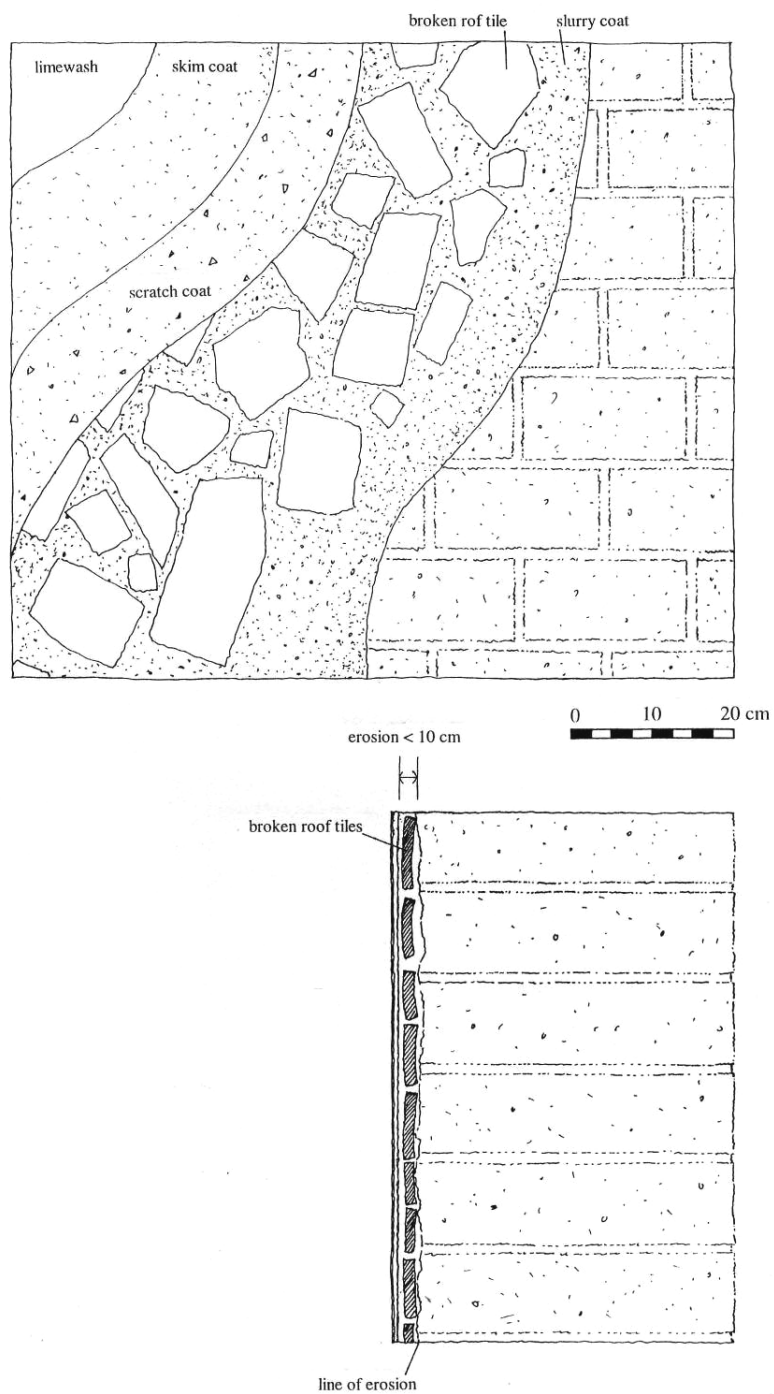 broken rof tile
slurry coat
limewash
skim coat
scratch coat
0 10 20 cm
erosion < 10 cm
broken roof tiles
line of erosion